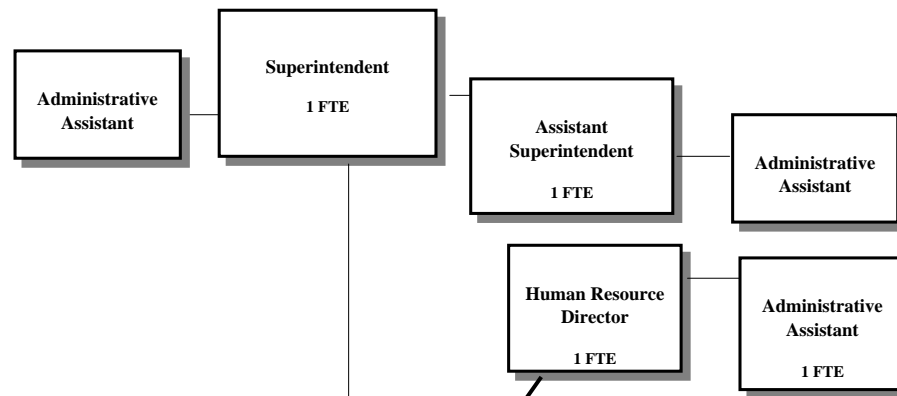 Administrative
Assistant
Superintendent
1 FTE
Assistant
Superintendent
1 FTE
Administrative
Assistant
Human Resource
Director
1 FTE
Administrative
Assistant
1 FTE